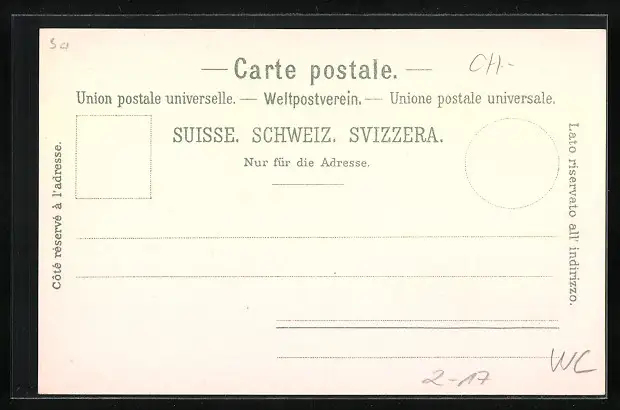 — Carte postale. —
CH-
Union postale universelle. — Weltpostverein. — Unione postale universale.
SUISSE. SCHWEIZ. SVIZZERA.
Nur für die Adresse.
Côté réservé à l'adresse.
Lato riservato all' indirizzo.
WC
2-17